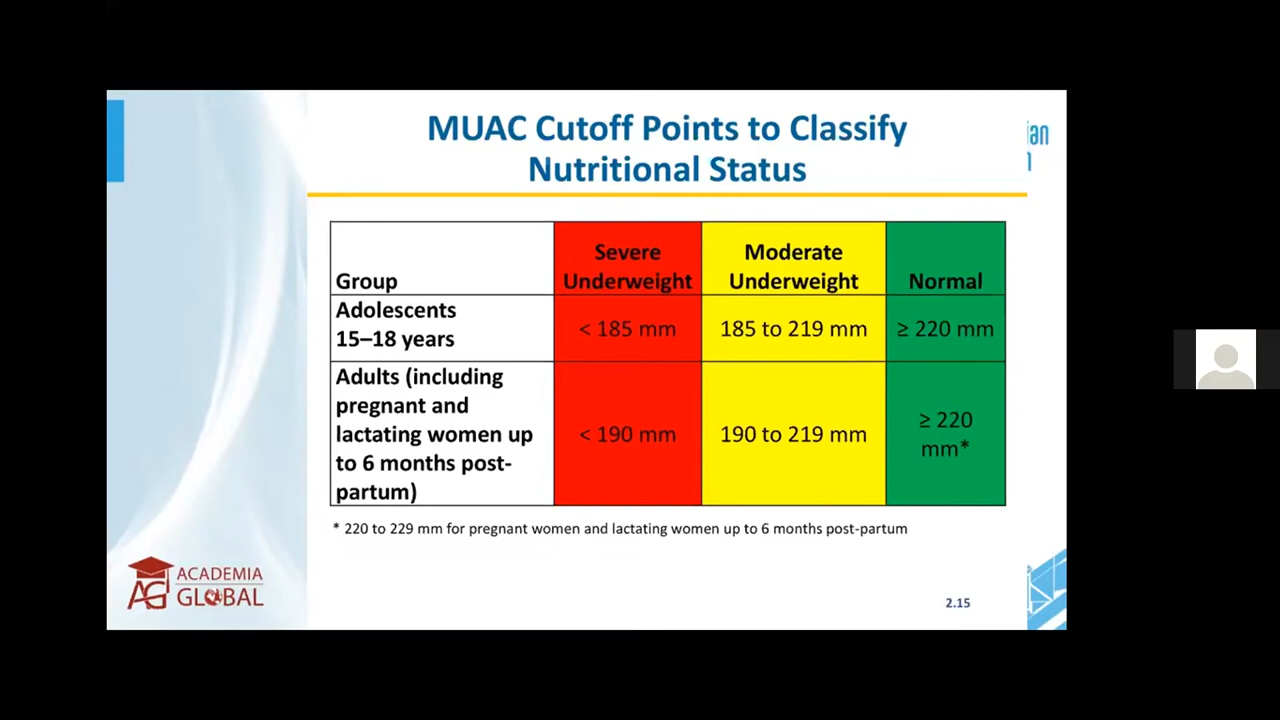 MUAC Cutoff Points to Classify
Nutritional Status
ian
Group
Severe
Underweight
Moderate
Underweight
Normal
Adolescents
15–18 years
< 185 mm
185 to 219 mm
≥ 220 mm
Adults (including
pregnant and
lactating women up
to 6 months post-
partum)
< 190 mm
190 to 219 mm
≥ 220
mm*
* 220 to 229 mm for pregnant women and lactating women up to 6 months post-partum
AG
ACADEMIA
GLOBAL
2.15